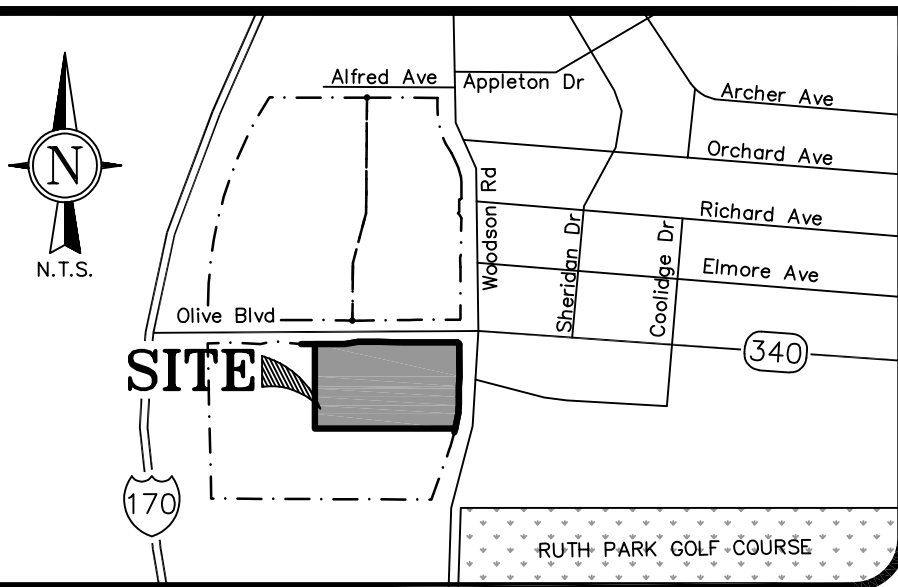 Alfred Ave
Appleton Dr
Archer Ave
Orchard Ave
N
Woodson Rd
Richard Ave
Sheridan Dr
Coolidge Dr
Elmore Ave
N.T.S.
Olive Blvd
340
SITE
170
RUTH PARK GOLF COURSE